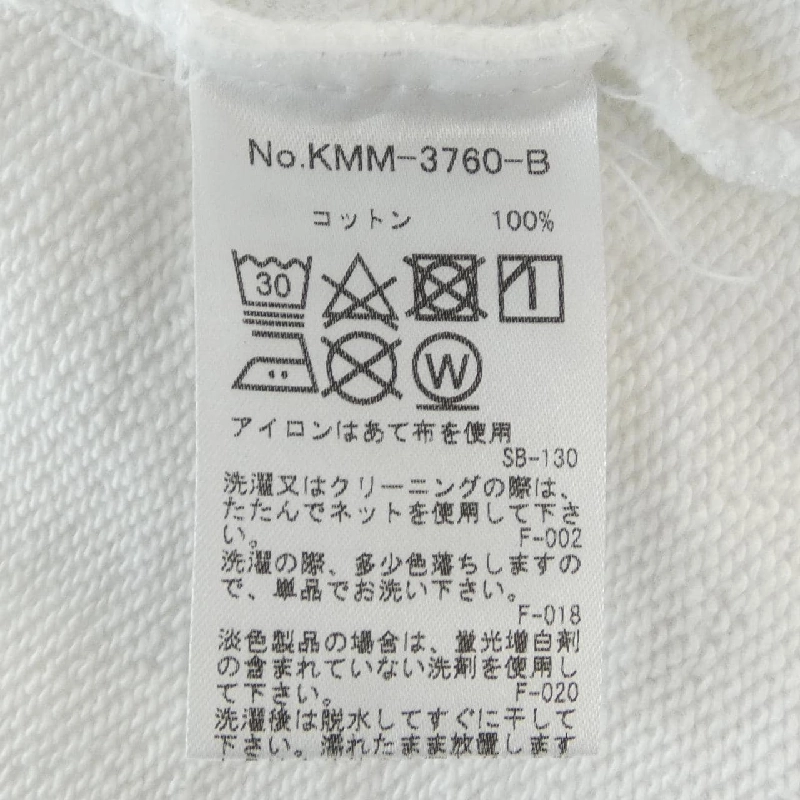 No.KMM-3760-B
コットン 100%
30
W
アイロンはあて布を使用
SB-130
洗濯又はクリーニングの際は、
たたんでネットを使用して下さ
い。 F-002
洗濯の際、多少色落ちしますの
で、単品でお洗い下さい。
F-018
淡色製品の場合は、蛍光増白剤
の含まれていない洗剤を使用し
て下さい。 F-020
洗濯後は脱水してすぐに干して
下さい。濡れたまま放置します